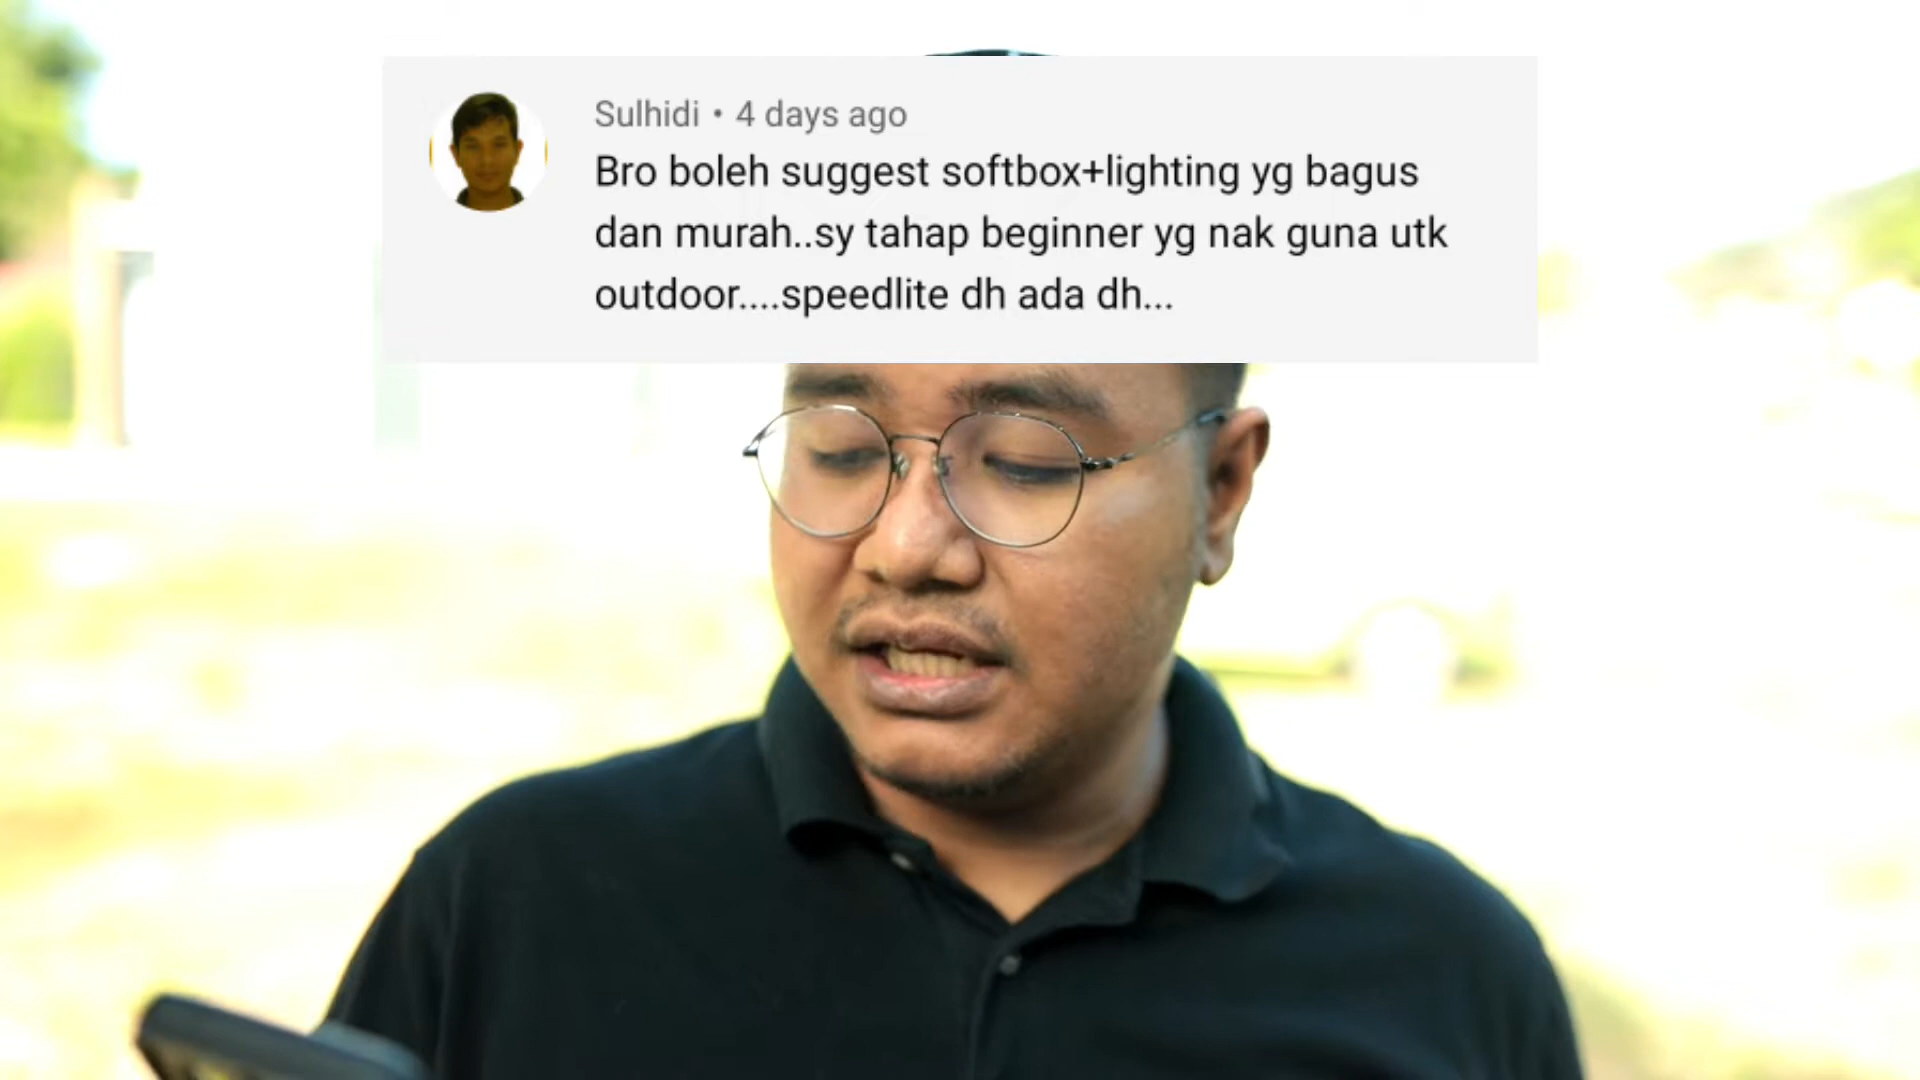 Sulhidi • 4 days ago
Bro boleh suggest softbox+lighting yg bagus
dan murah..sy tahap beginner yg nak guna utk
outdoor....speedlite dh ada dh...